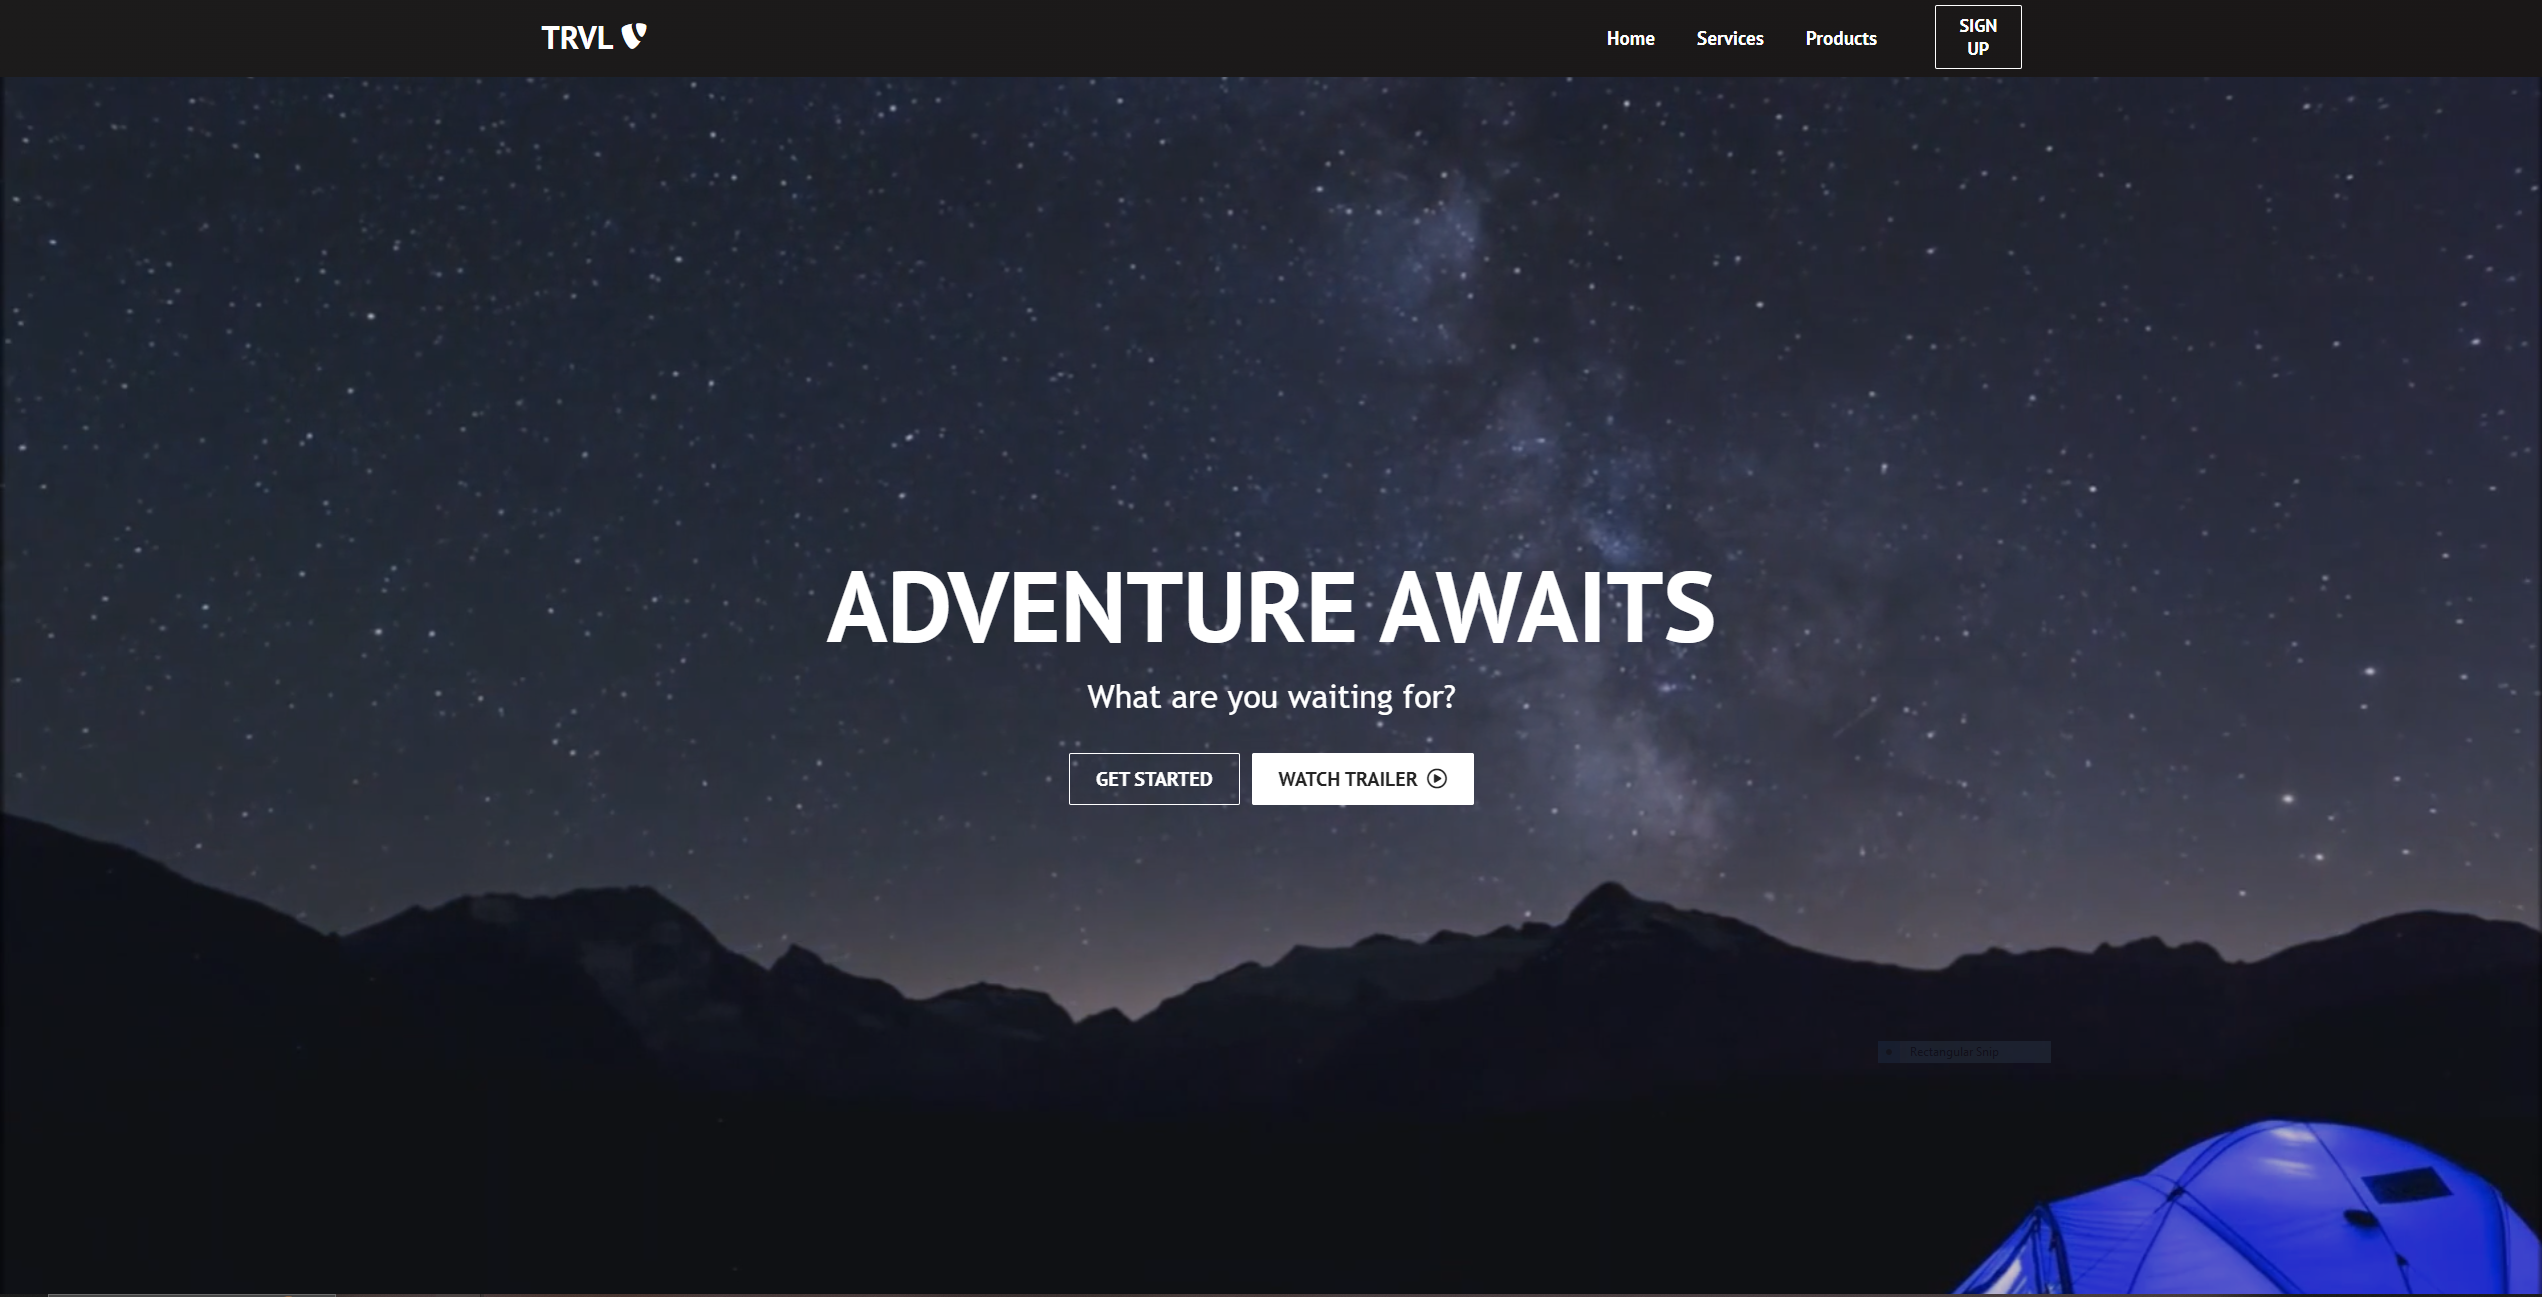 TRVL
Home Services Products SIGN UP
ADVENTURE AWAITS
What are you waiting for?
GET STARTED WATCH TRAILER
Rectangular Snip